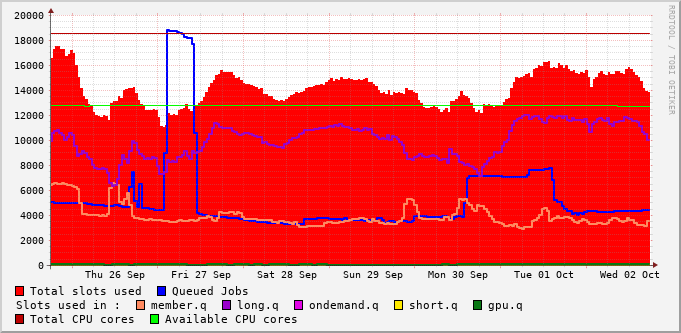 20000
18000
16000
14000
12000
10000
8000
6000
4000
2000
0
Thu 26 Sep Fri 27 Sep Sat 28 Sep Sun 29 Sep Mon 30 Sep Tue 01 Oct Wed 02 Oct
Total slots used Queued Jobs
Slots used in : member.q long.q ondemand.q short.q gpu.q
Total CPU cores Available CPU cores
RRDTOOL / TOBI OETIKER